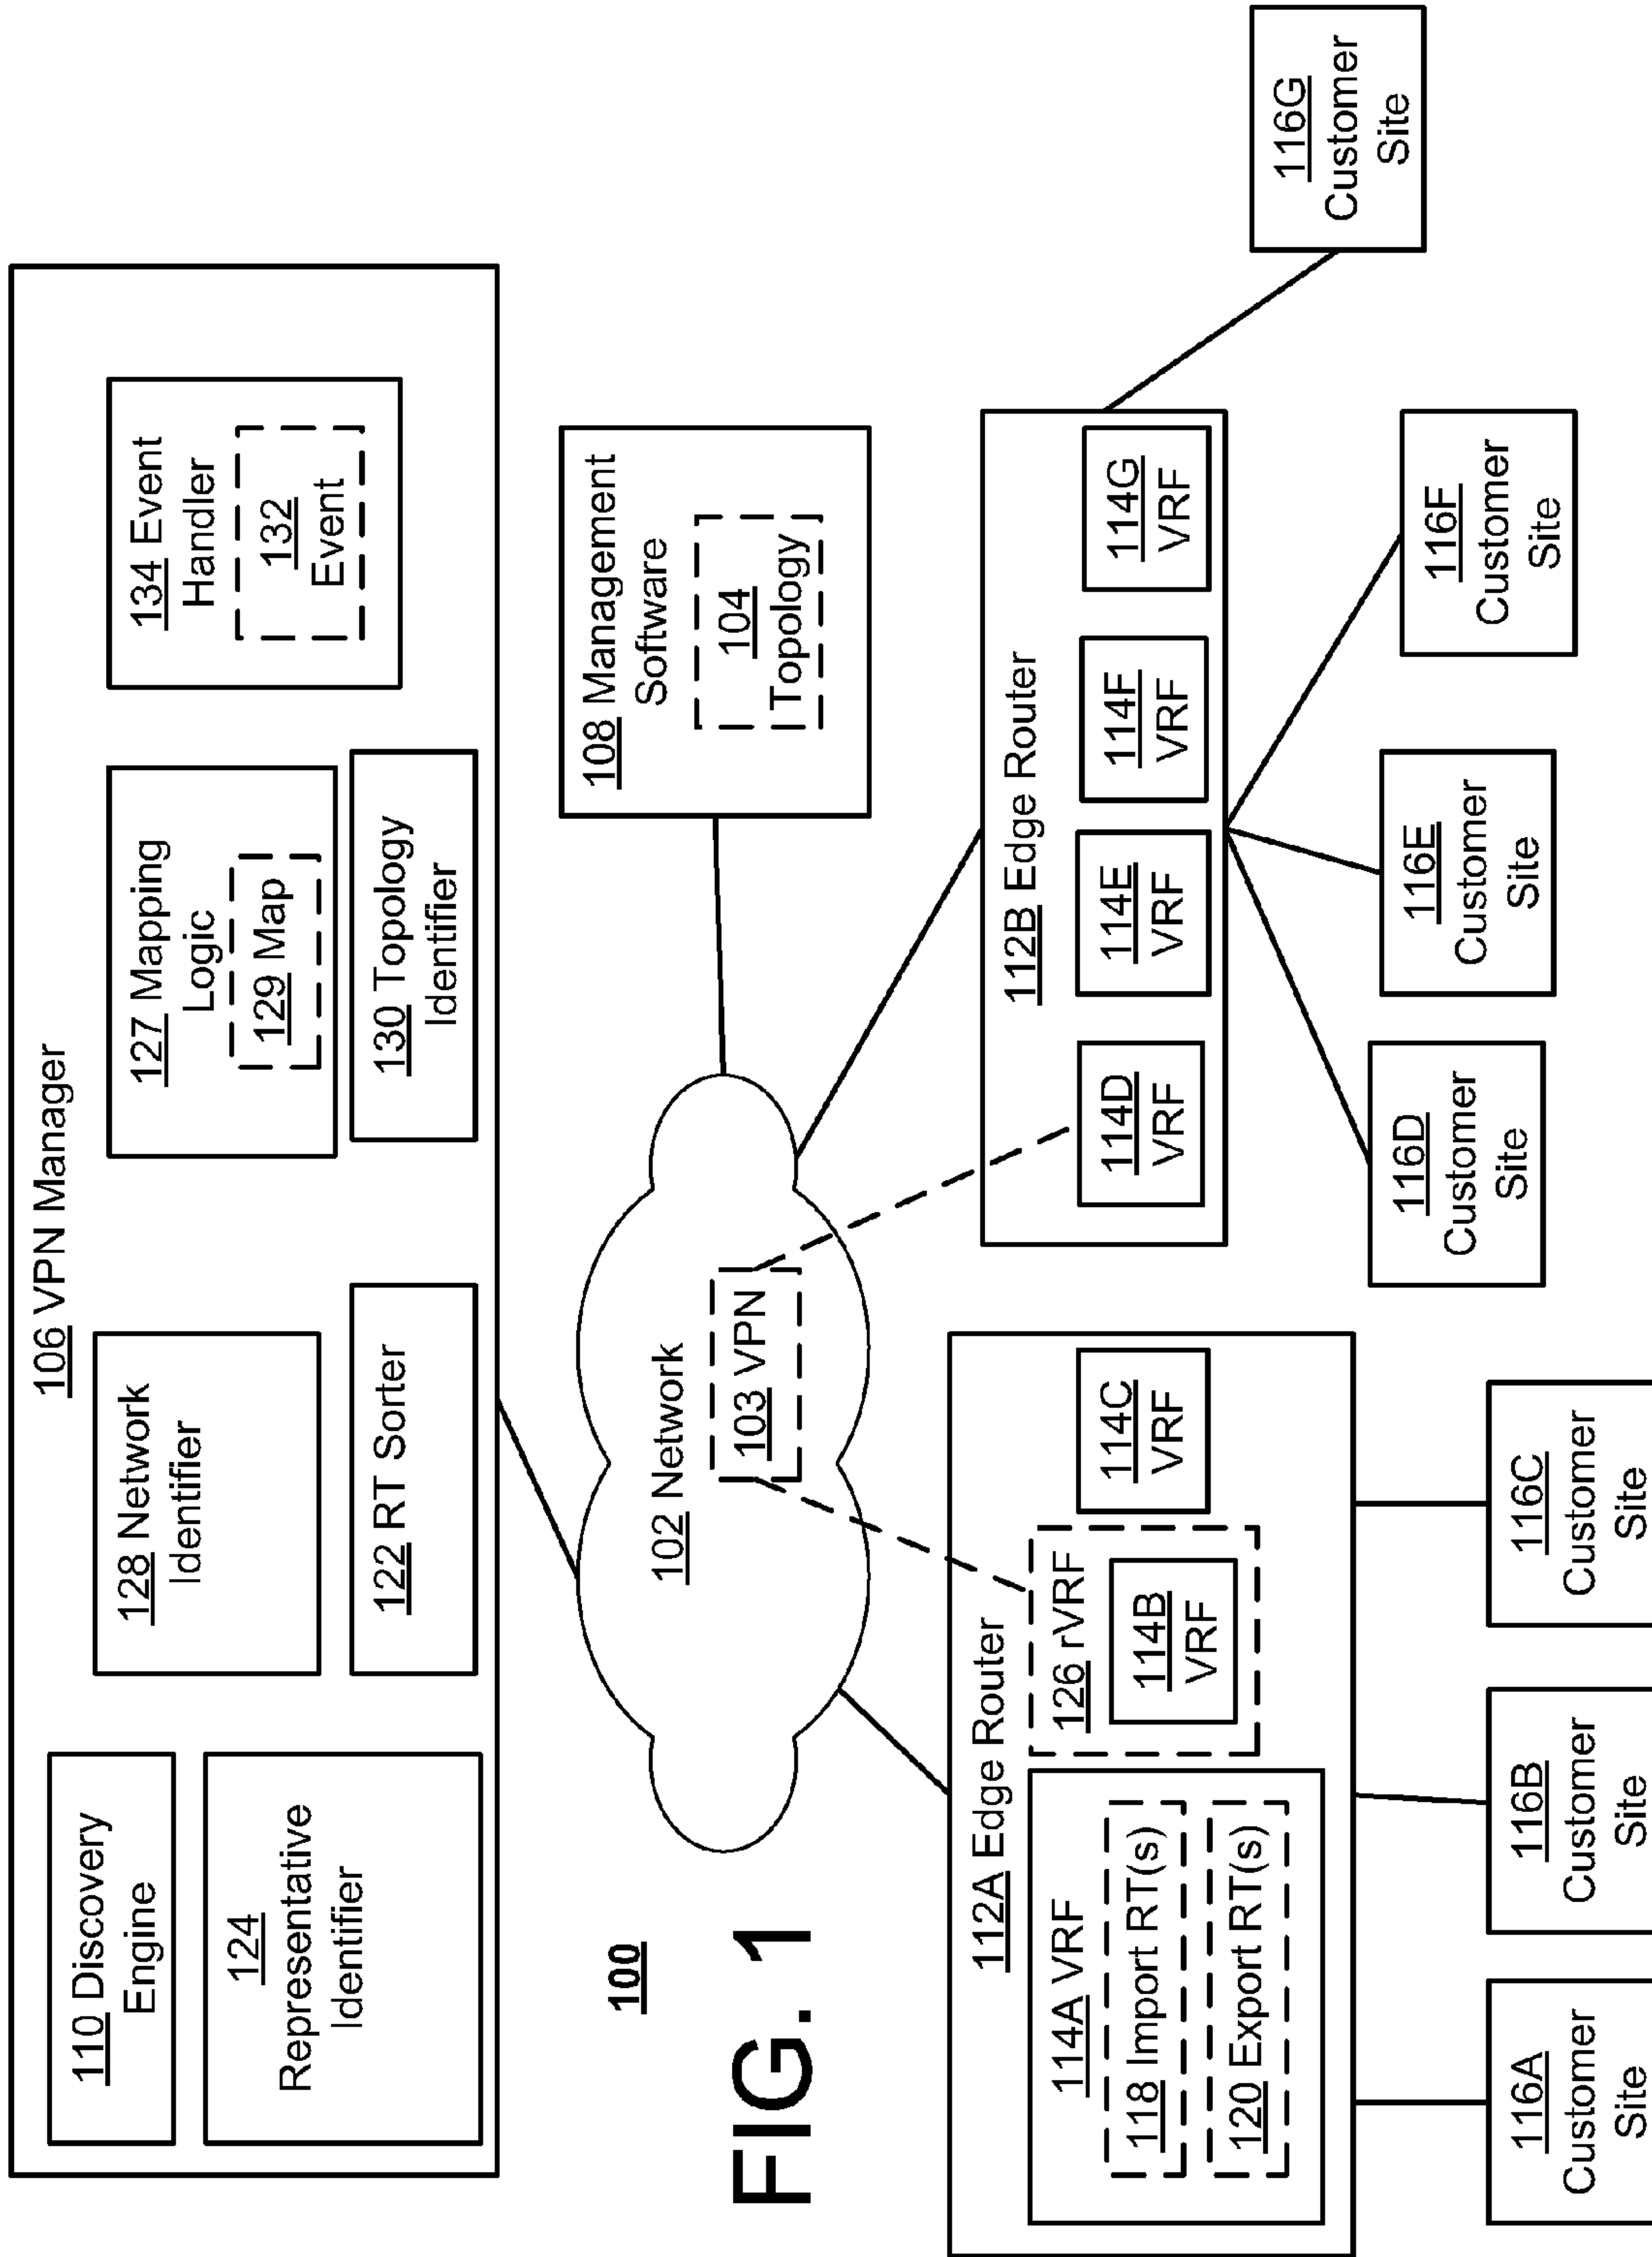 106 VPN Manager
110 Discovery
Engine
124
Representative
Identifier
128 Network
Identifier
122 RT Sorter
127 Mapping
Logic
129 Map
130 Topology
Identifier
134 Event
Handler
132
Event
100
FIG. 1
102 Network
103 VPN
108 Management
Software
104
Topology
112A Edge Router
114A VRF
118 Import RT(s)
120 Export RT(s)
126 rVRF
114B
VRF
114C
VRF
112B Edge Router
114D
VRF
114E
VRF
114F
VRF
114G
VRF
116A
Customer
Site
116B
Customer
Site
116C
Customer
Site
116D
Customer
Site
116E
Customer
Site
116F
Customer
Site
116G
Customer
Site